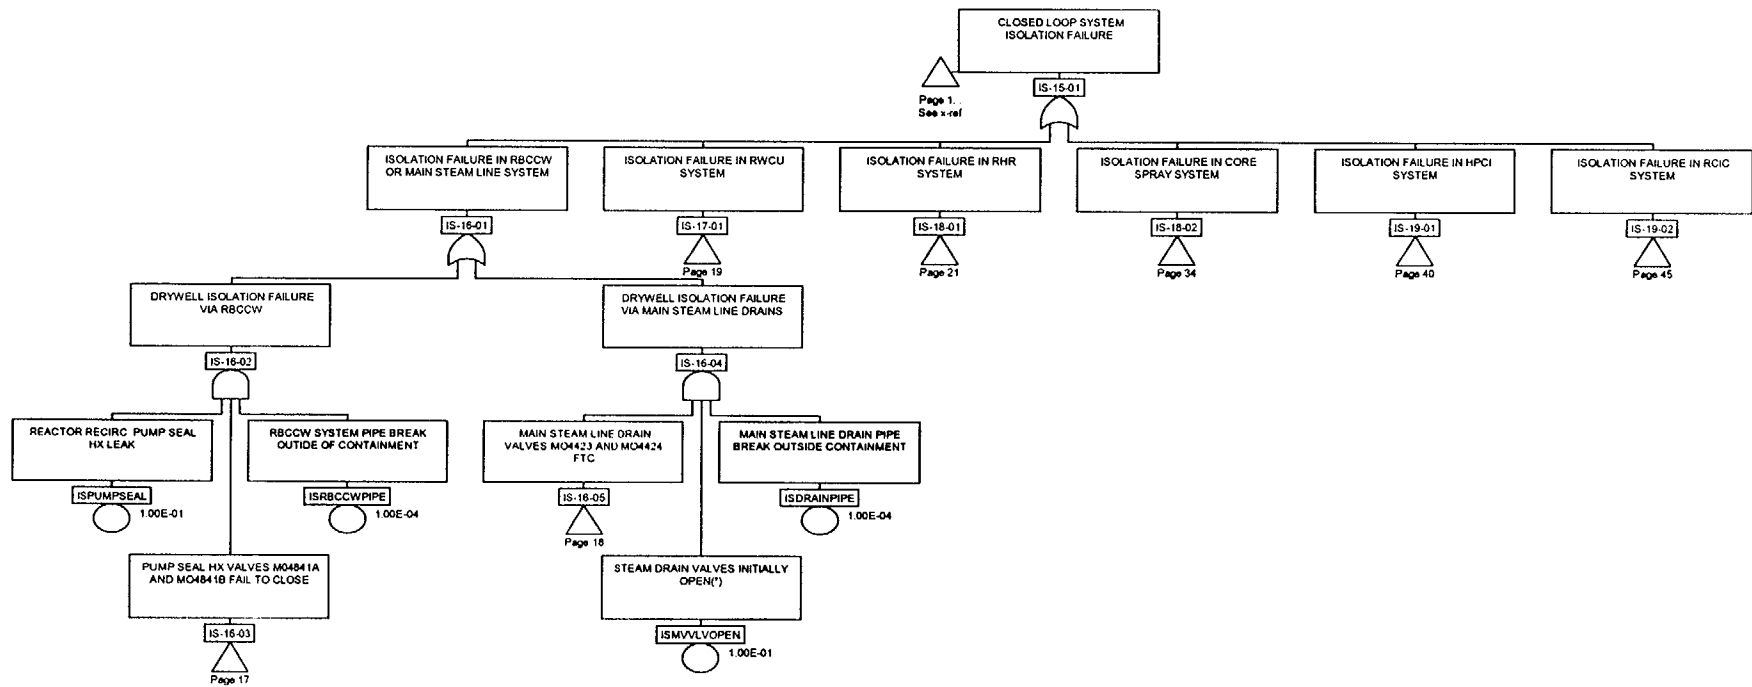 CLOSED LOOP SYSTEM
ISOLATION FAILURE
Page 1. .
See x-ref
IS-15-01
ISOLATION FAILURE IN RBCCW
OR MAIN STEAM LINE SYSTEM
IS-16-01
ISOLATION FAILURE IN RWCU
SYSTEM
IS-17-01
Page 19
ISOLATION FAILURE IN RHR
SYSTEM
IS-18-01
Page 21
ISOLATION FAILURE IN CORE
SPRAY SYSTEM
IS-18-02
Page 34
ISOLATION FAILURE IN HPCI
SYSTEM
IS-19-01
Page 40
ISOLATION FAILURE IN RCIC
SYSTEM
IS-19-02
Page 45
DRYWELL ISOLATION FAILURE
VIA RBCCW
IS-16-02
DRYWELL ISOLATION FAILURE
VIA MAIN STEAM LINE DRAINS
IS-16-04
REACTOR RECIRC PUMP SEAL
HX LEAK
ISPUMPSEAL
1.00E-01
RBCCW SYSTEM PIPE BREAK
OUTIDE OF CONTAINMENT
ISRBCCWPIPE
1.00E-04
MAIN STEAM LINE DRAIN
VALVES MO4423 AND MO4424
FTC
IS-16-05
Page 18
MAIN STEAM LINE DRAIN PIPE
BREAK OUTSIDE CONTAINMENT
ISDRAINPIPE
1.00E-04
PUMP SEAL HX VALVES M04841A
AND MO4841B FAIL TO CLOSE
IS-16-03
Page 17
STEAM DRAIN VALVES INITIALLY
OPEN(*)
ISMVVLVOPEN
1.00E-01